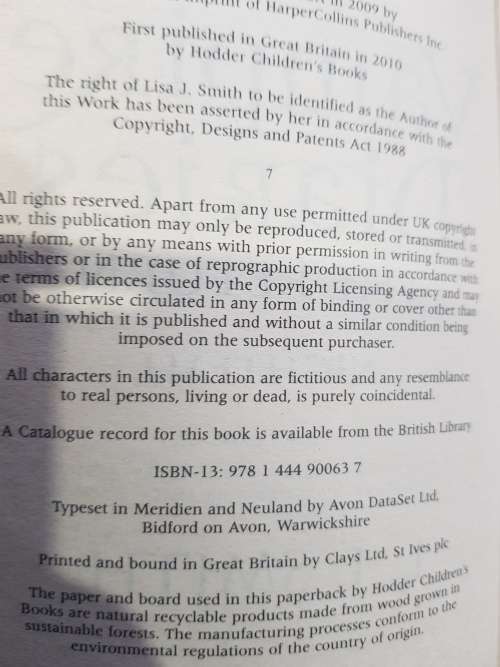 in 2009 by
of HarperCollins Publishers Inc
First published in Great Britain in 2010
by Hodder Children's Books
The right of Lisa J. Smith to be identified as the Author of
this Work has been asserted by her in accordance with the
Copyright, Designs and Patents Act 1988
7
All rights reserved. Apart from any use permitted under UK copyright
aw, this publication may only be reproduced, stored or transmitted, in
any form, or by any means with prior permission in writing from the
ublishers or in the case of reprographic production in accordance with
e terms of licences issued by the Copyright Licensing Agency and may
ot be otherwise circulated in any form of binding or cover other than
that in which it is published and without a similar condition being
imposed on the subsequent purchaser.
All characters in this publication are fictitious and any resemblance
to real persons, living or dead, is purely coincidental.
A Catalogue record for this book is available from the British Library
ISBN-13: 978 1 444 90063 7
Typeset in Meridien and Neuland by Avon DataSet Ltd,
Bidford on Avon, Warwickshire
Printed and bound in Great Britain by Clays Ltd, St Ives plc
The paper and board used in this paperback by Hodder Children's
Books are natural recyclable products made from wood grown in
sustainable forests. The manufacturing processes conform to the
environmental regulations of the country of origin.